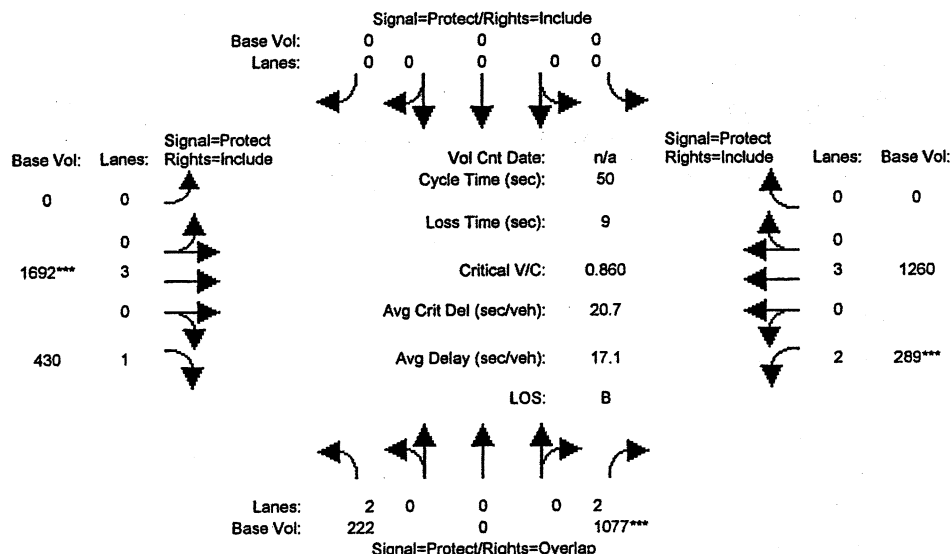 Signal=Protect/Rights=Include
Base Vol: 0 0 0
Lanes: 0 0 0 0 0
Signal=Protect
Base Vol: Lanes: Rights=Include
Vol Cnt Date: n/a
Signal=Protect
Rights=Include Lanes: Base Vol:
Cycle Time (sec): 50
0 0
0 0
Loss Time (sec): 9
0
0
1692*** 3
Critical V/C: 0.860
3 1260
0
Avg Crit Del (sec/veh): 20.7
0
430 1
Avg Delay (sec/veh): 17.1
2 289***
LOS: B
Lanes: 2 0 0 0 2
Base Vol: 222 0 1077***
Signal=Protect/Rights=Overlap